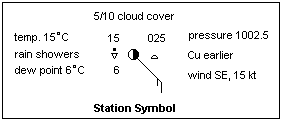 5/10 cloud cover
temp. 15°C 15 025 pressure 1002.5
rain showers Cu earlier
dew point 6°C 6 wind SE, 15 kt
Station Symbol